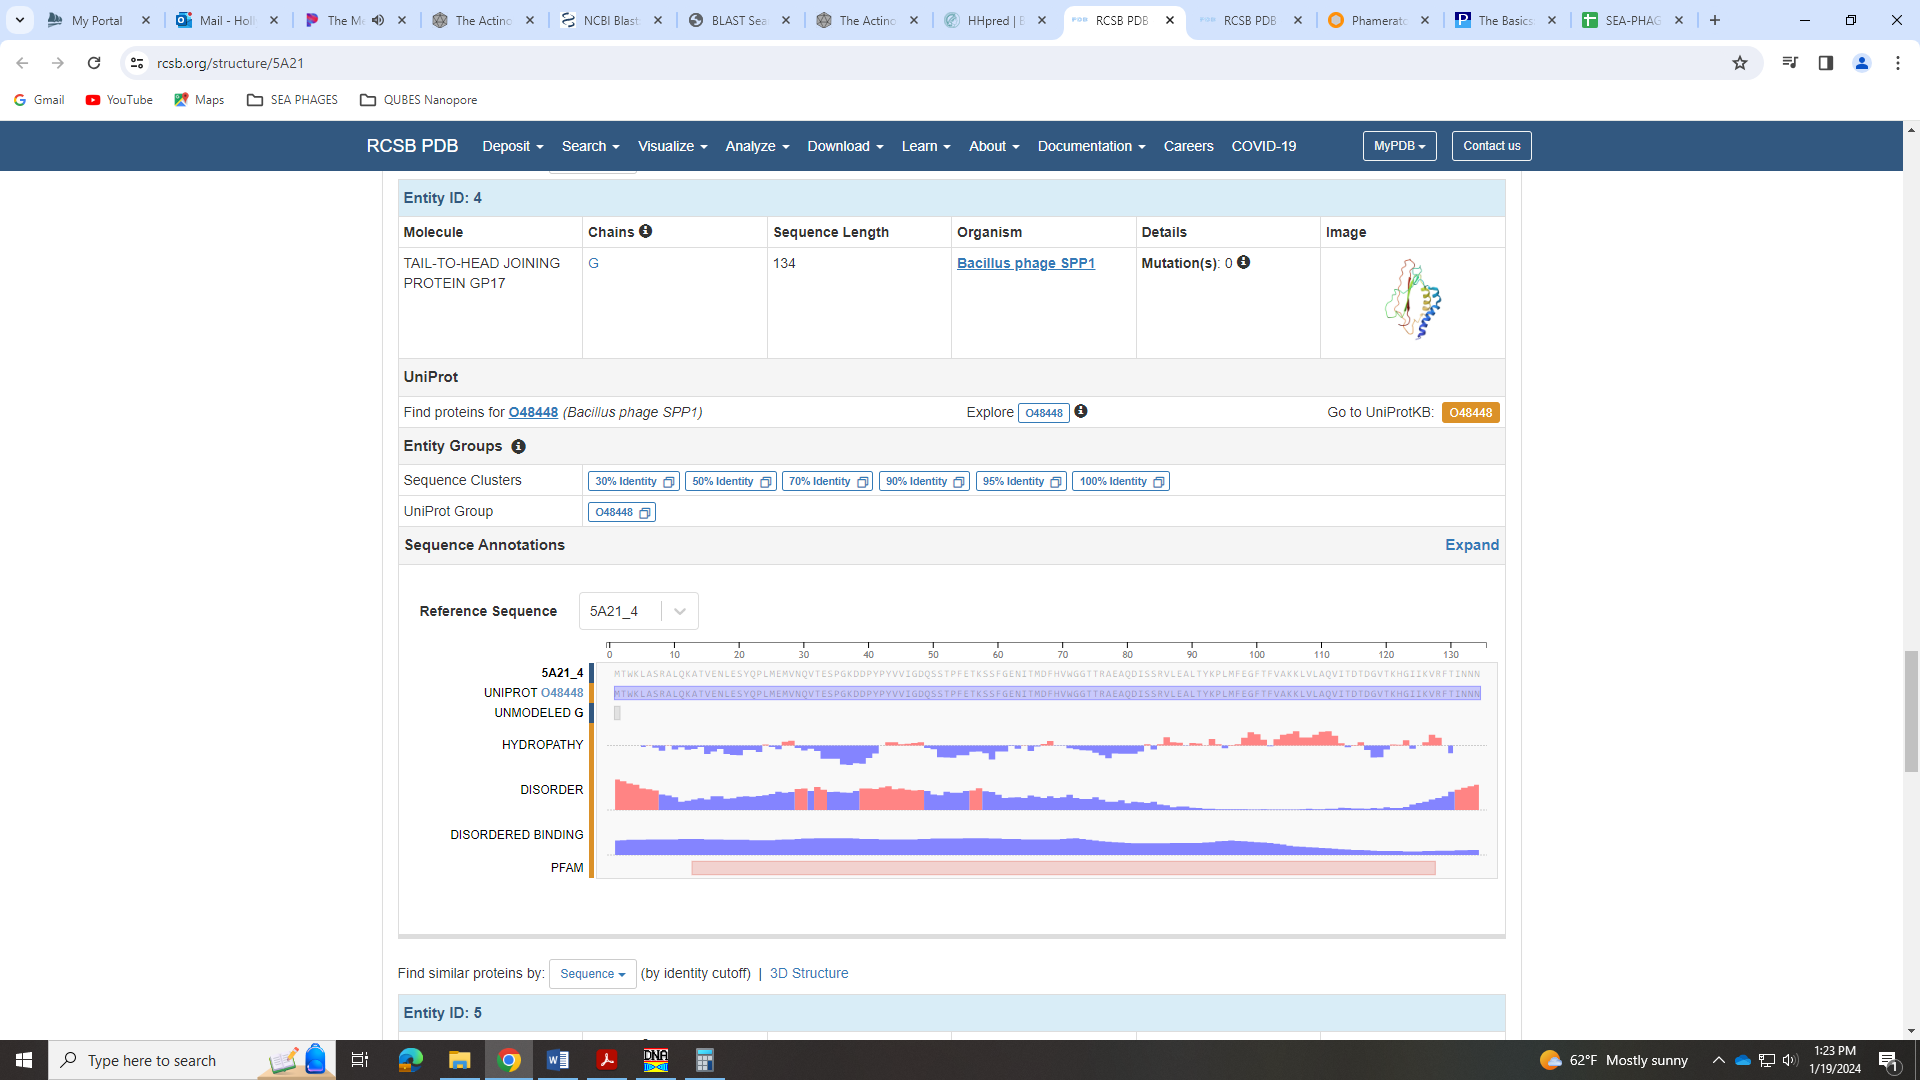 My Portal
Mail - Holl
The Me
The Actino
NCBI Blast
BLAST Sea
The Actino
HHpred | B
RCSB PDB
RCSB PDB
Phamerato
The Basics
SEA-PHAG
rcsb.org/structure/5A21
Gmail YouTube Maps SEA PHAGES QUBES Nanopore
RCSB PDB Deposit Search Visualize Analyze Download Learn About Documentation Careers COVID-19 MyPDB Contact us
Entity ID: 4
Molecule Chains Sequence Length Organism Details Image
TAIL-TO-HEAD JOINING G 134 Bacillus phage SPP1 Mutation(s): 0
PROTEIN GP17
UniProt
Find proteins for O48448 (Bacillus phage SPP1) Explore O48448 Go to UniProtKB: O48448
Entity Groups
Sequence Clusters 30% Identity 50% Identity 70% Identity 90% Identity 95% Identity 100% Identity
UniProt Group O48448
Sequence Annotations Expand
Reference Sequence 5A21_4
0 10 20 30 40 50 60 70 80 90 100 110 120 130
5A21_4 MTWKLASRALQKATVENLESYQPLMEMVNQVTESPGKDDPYPYVVIGDQSSTPFETKSSFGENITMDFHVWGGTTRAEAQDISSRVLEALTYKPLMFEGFTFVAKKLVLAQVITDTDGVTKHGIIKVRFTINNN
UNIPROT O48448 MTWKLASRALQKATVENLESYQPLMEMVNQVTESPGKDDPYPYVVIGDQSSTPFETKSSFGENITMDFHVWGGTTRAEAQDISSRVLEALTYKPLMFEGFTFVAKKLVLAQVITDTDGVTKHGIIKVRFTINNN
UNMODELED G
HYDROPATHY
DISORDER
DISORDERED BINDING
PFAM
Find similar proteins by: Sequence (by identity cutoff) | 3D Structure
Entity ID: 5
Type here to search
DNA
62°F Mostly sunny
1:23 PM
1/19/2024
1